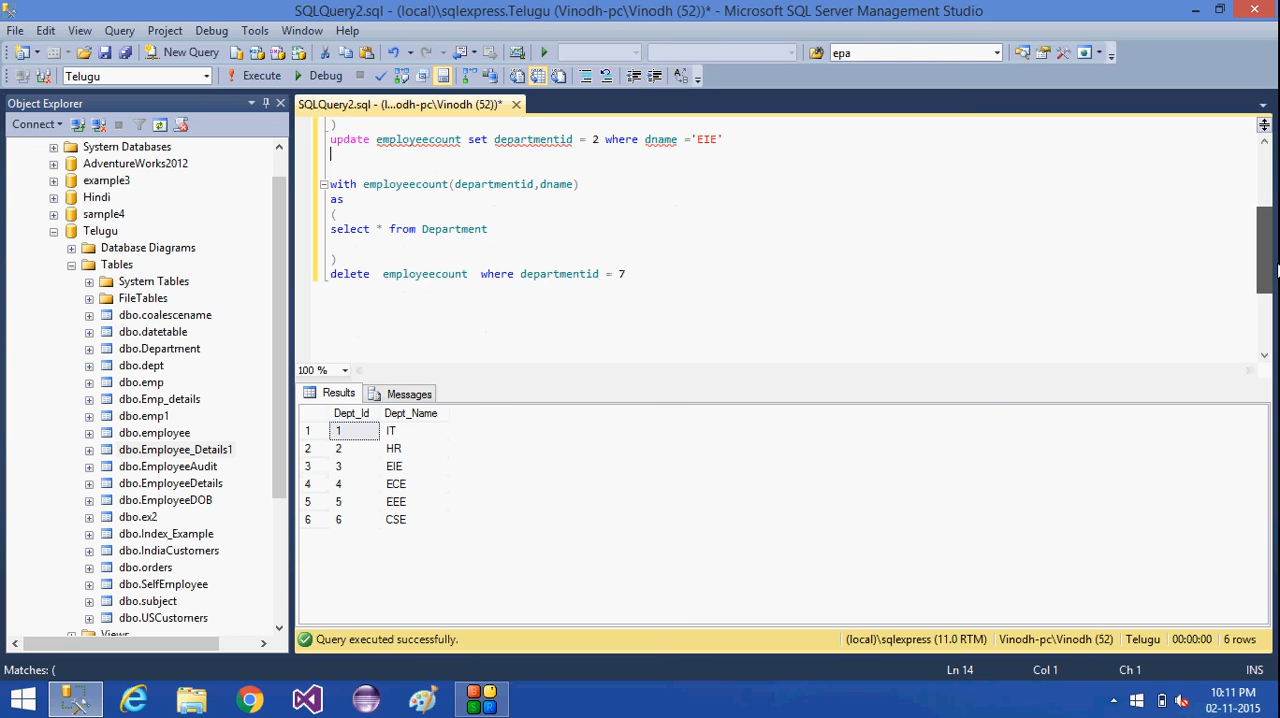 SQLQuery2.sql - (local)\sqlexpress.Telugu (Vinodh-pc\Vinodh (52))* - Microsoft SQL Server Management Studio
File Edit View Query Project Debug Tools Window Help
New Query epa
Telugu Execute Debug
Object Explorer
SQLQuery2.sql - (l...odh-pc\Vinodh (52))*
Connect
System Databases
AdventureWorks2012
example3
Hindi
sample4
Telugu
Database Diagrams
Tables
System Tables
FileTables
dbo.coalescename
dbo.datetable
dbo.Department
dbo.dept
dbo.emp
dbo.Emp_details
dbo.emp1
dbo.employee
dbo.Employee_Details1
dbo.EmployeeAudit
dbo.EmployeeDetails
dbo.EmployeeDOB
dbo.ex2
dbo.Index_Example
dbo.IndiaCustomers
dbo.orders
dbo.SelfEmployee
dbo.subject
dbo.USCustomers
Views
)
update employeecount set departmentid = 2 where dname ='EIE'
with employeecount(departmentid,dname)
as
(
select * from Department
)
delete  employeecount  where departmentid = 7
100 %
Results Messages
Dept_Id Dept_Name
1 1 IT
2 2 HR
3 3 EIE
4 4 ECE
5 5 EEE
6 6 CSE
Query executed successfully. (local)\sqlexpress (11.0 RTM) Vinodh-pc\Vinodh (52) Telugu 00:00:00 6 rows
Matches: ( Ln 14 Col 1 Ch 1 INS
10:11 PM
02-11-2015